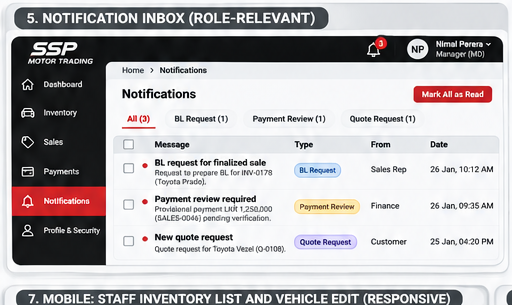 5. NOTIFICATION INBOX (ROLE-RELEVANT)
SSP
MOTOR TRADING
3
NP
Nimal Perera
Manager (MD)
Dashboard
Inventory
Sales
Payments
Notifications
Profile & Security
Home > Notifications
Notifications
Mark All as Read
All (3)
BL Request (1)
Payment Review (1)
Quote Request (1)
Message Type From Date
BL request for finalized sale
Request to prepare BL for INV-0178
(Toyota Prado).
BL Request
Sales Rep
26 Jan, 10:12 AM
Payment review required
Provisional payment LKR 1,250,000
(SALES-0046) pending verification.
Payment Review
Finance
26 Jan, 09:35 AM
New quote request
Quote request for Toyota Vezel (Q-0108).
Quote Request
Customer
25 Jan, 04:20 PM
7. MOBILE: STAFF INVENTORY LIST AND VEHICLE EDIT (RESPONSIVE)